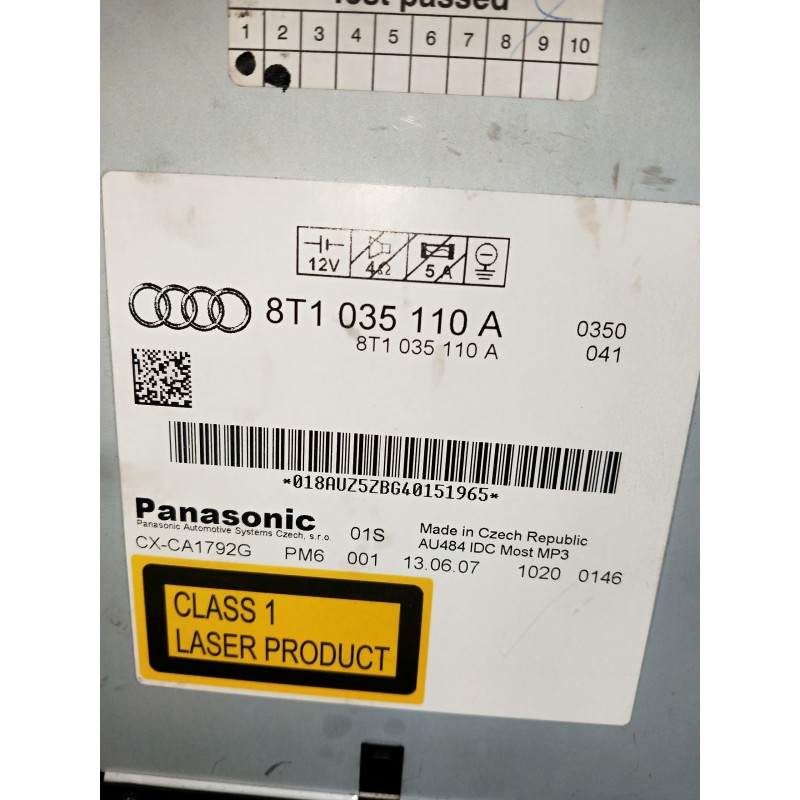 Test passed
1 2 3 4 5 6 7 8 9 10
12V 4Ω 5 A
8T1 035 110 A 0350
8T1 035 110 A 041
*018AUZ5ZBG40151965*
Panasonic
Panasonic Automotive Systems Czech, s.r.o. 01S Made in Czech Republic
AU484 IDC Most MP3
CX-CA1792G PM6 001 13.06.07 1020 0146
CLASS 1
LASER PRODUCT